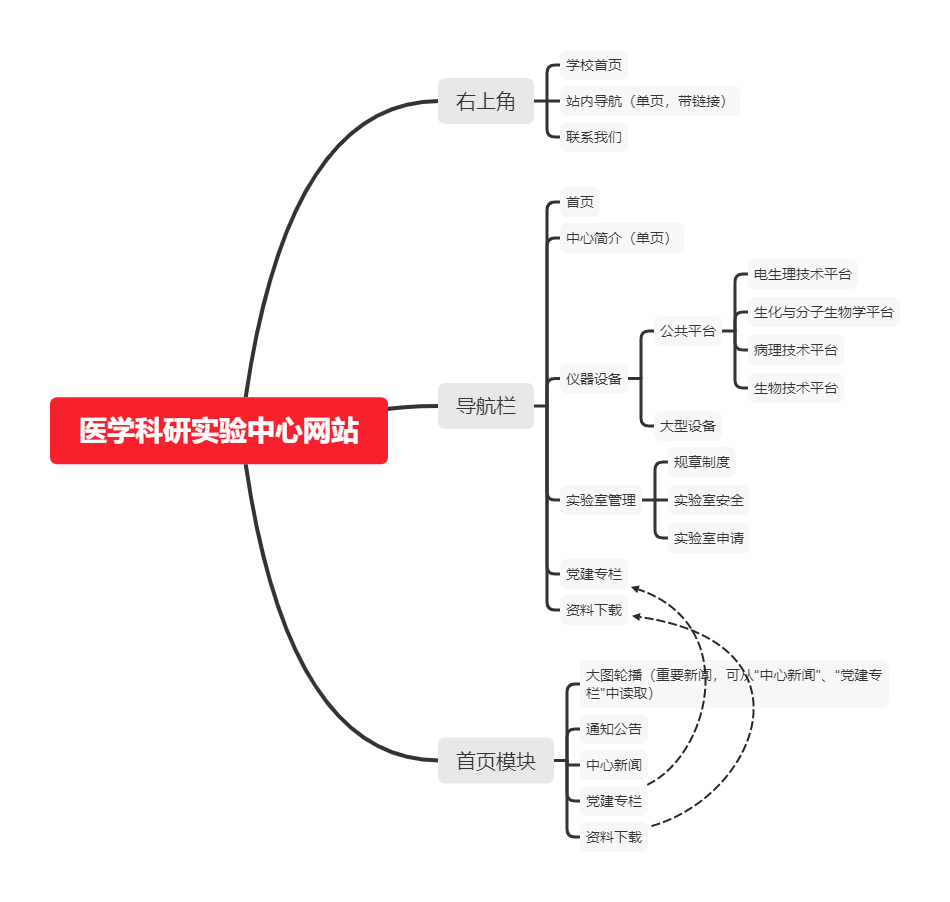 医学科研实验中心网站
右上角
学校首页
站内导航（单页，带链接）
联系我们
导航栏
首页
中心简介（单页）
仪器设备
公共平台
电生理技术平台
生化与分子生物学平台
病理技术平台
生物技术平台
大型设备
实验室管理
规章制度
实验室安全
实验室申请
党建专栏
资料下载
首页模块
大图轮播（重要新闻，可从"中心新闻"、"党建专
栏"中读取）
通知公告
中心新闻
党建专栏
资料下载